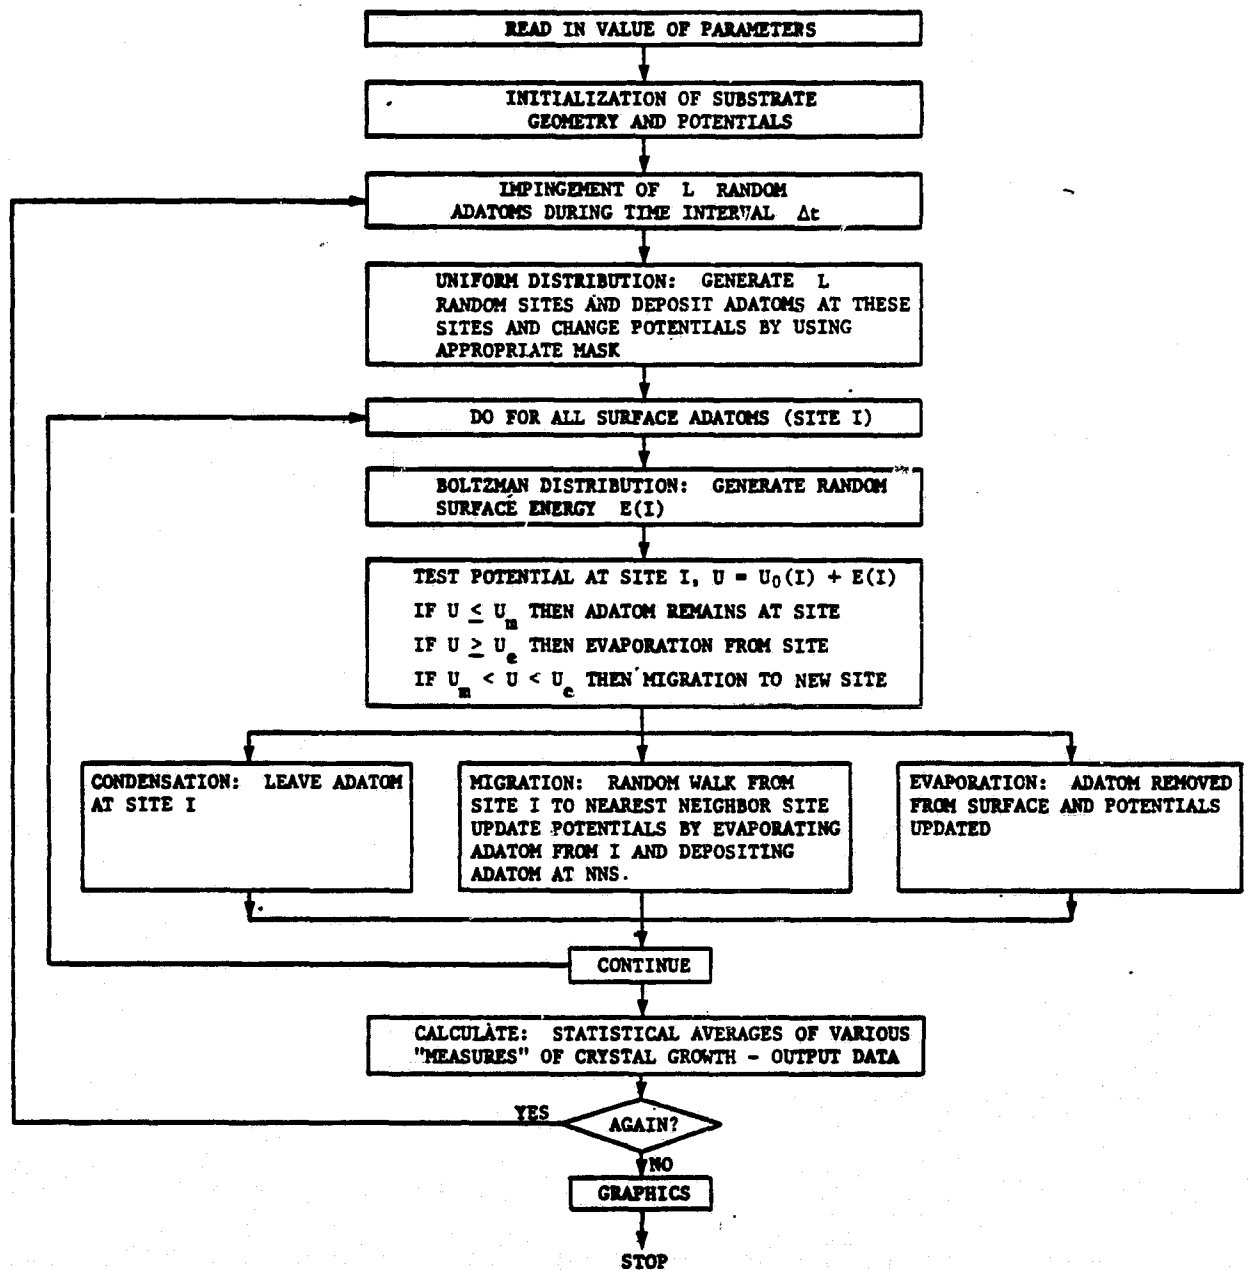 READ IN VALUE OF PARAMETERS
INITIALIZATION OF SUBSTRATE
GEOMETRY AND POTENTIALS
IMPINGEMENT OF L RANDOM
ADATOMS DURING TIME INTERVAL Δt
UNIFORM DISTRIBUTION: GENERATE L
RANDOM SITES AND DEPOSIT ADATOMS AT THESE
SITES AND CHANGE POTENTIALS BY USING
APPROPRIATE MASK
DO FOR ALL SURFACE ADATOMS (SITE I)
BOLTZMAN DISTRIBUTION: GENERATE RANDOM
SURFACE ENERGY E(I)
TEST POTENTIAL AT SITE I, U = U₀(I) + E(I)
IF U ≤ Uₘ THEN ADATOM REMAINS AT SITE
IF U ≥ Uₑ THEN EVAPORATION FROM SITE
IF Uₘ < U < Uₑ THEN MIGRATION TO NEW SITE
CONDENSATION: LEAVE ADATOM
AT SITE I
MIGRATION: RANDOM WALK FROM
SITE I TO NEAREST NEIGHBOR SITE
UPDATE POTENTIALS BY EVAPORATING
ADATOM FROM I AND DEPOSITING
ADATOM AT NNS.
EVAPORATION: ADATOM REMOVED
FROM SURFACE AND POTENTIALS
UPDATED
CONTINUE
CALCULATE: STATISTICAL AVERAGES OF VARIOUS
"MEASURES" OF CRYSTAL GROWTH - OUTPUT DATA
YES
AGAIN?
NO
GRAPHICS
STOP